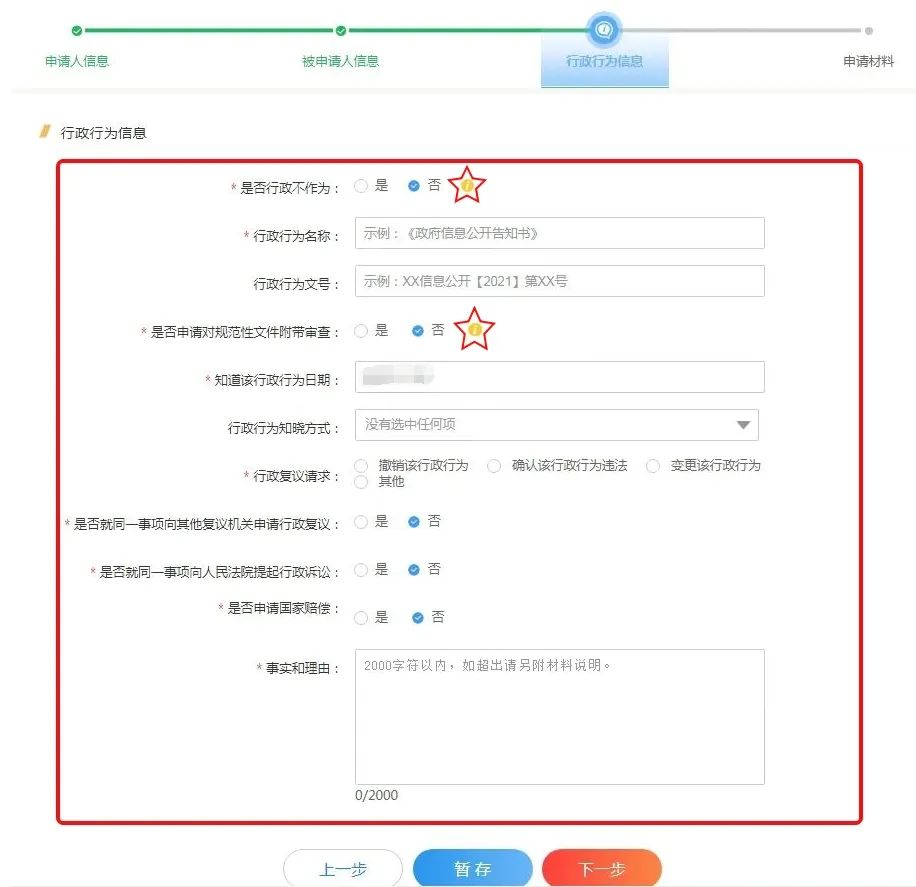 申请人信息 被申请人信息 行政行为信息 申请材料
行政行为信息
* 是否行政不作为： 是 否
* 行政行为名称： 示例：《政府信息公开告知书》
行政行为文号： 示例：XX信息公开【2021】第XX号
* 是否申请对规范性文件附带审查： 是 否
* 知道该行政行为日期：
行政行为知晓方式： 没有选中任何项
* 行政复议请求： 撤销该行政行为 确认该行政行为违法 变更该行政行为
其他
* 是否就同一事项向其他复议机关申请行政复议： 是 否
* 是否就同一事项向人民法院提起行政诉讼： 是 否
* 是否申请国家赔偿： 是 否
* 事实和理由： 2000字符以内，如超出请另附材料说明。
0/2000
上一步 暂存 下一步